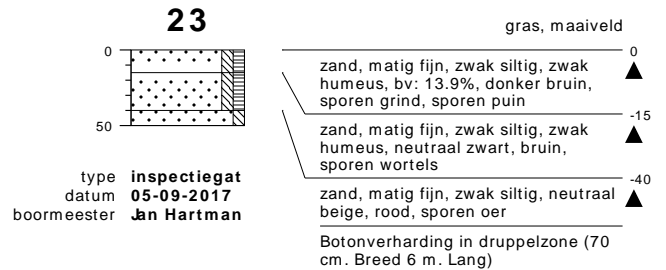 23
gras, maaiveld
0
50
0
zand, matig fijn, zwak siltig, zwak
humeus, bv: 13.9%, donker bruin,
sporen grind, sporen puin
-15
zand, matig fijn, zwak siltig, zwak
humeus, neutraal zwart, bruin,
sporen wortels
-40
zand, matig fijn, zwak siltig, neutraal
beige, rood, sporen oer
Botonverharding in druppelzone (70
cm. Breed 6 m. Lang)
type inspectiegat
datum 05-09-2017
boormeester Jan Hartman